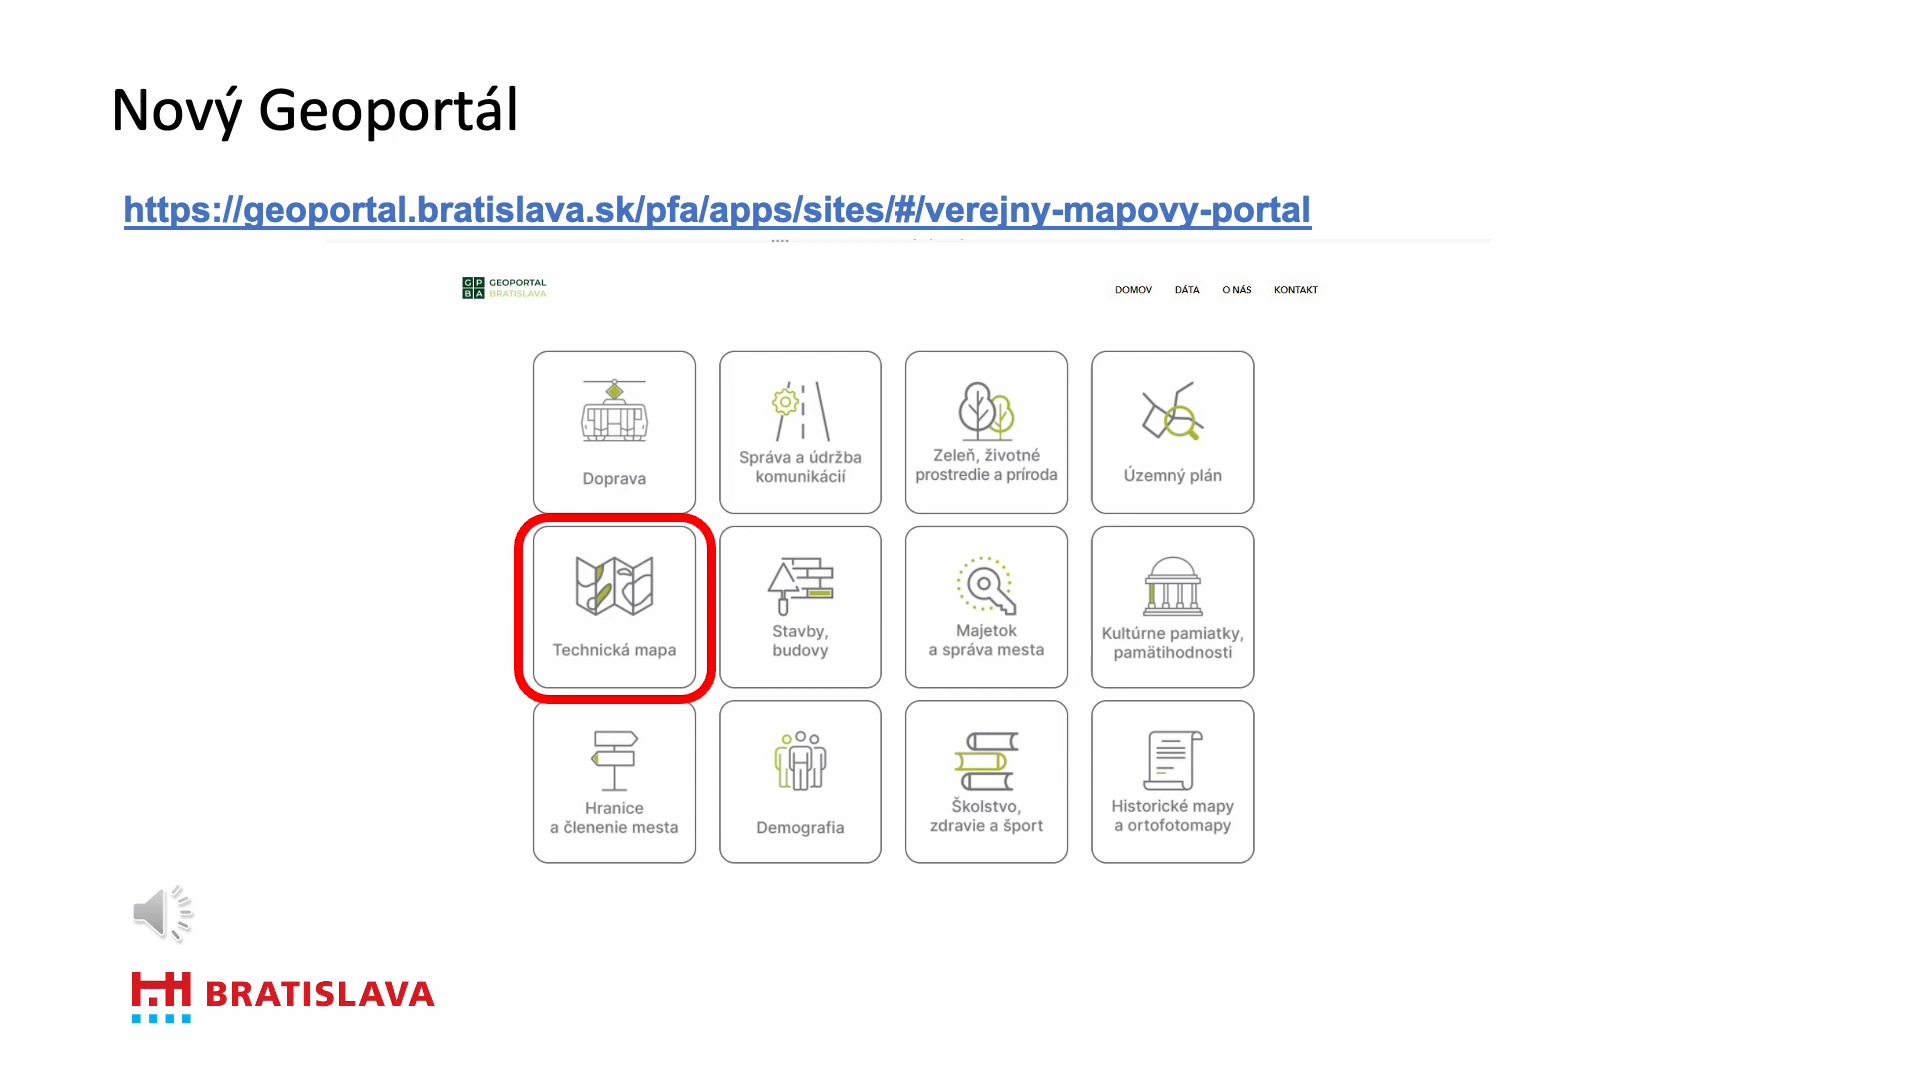 Nový Geoportál
https://geoportal.bratislava.sk/pfa/apps/sites/#/verejny-mapovy-portal
GP GEOPORTAL
BA BRATISLAVA
DOMOV DÁTA O NÁS KONTAKT
Doprava
Správa a údržba
komunikácií
Zeleň, životné
prostredie a príroda
Územný plán
Technická mapa
Stavby,
budovy
Majetok
a správa mesta
Kultúrne pamiatky,
pamätihodnosti
Hranice
a členenie mesta
Demografia
Školstvo,
zdravie a šport
Historické mapy
a ortofotomapy
BRATISLAVA